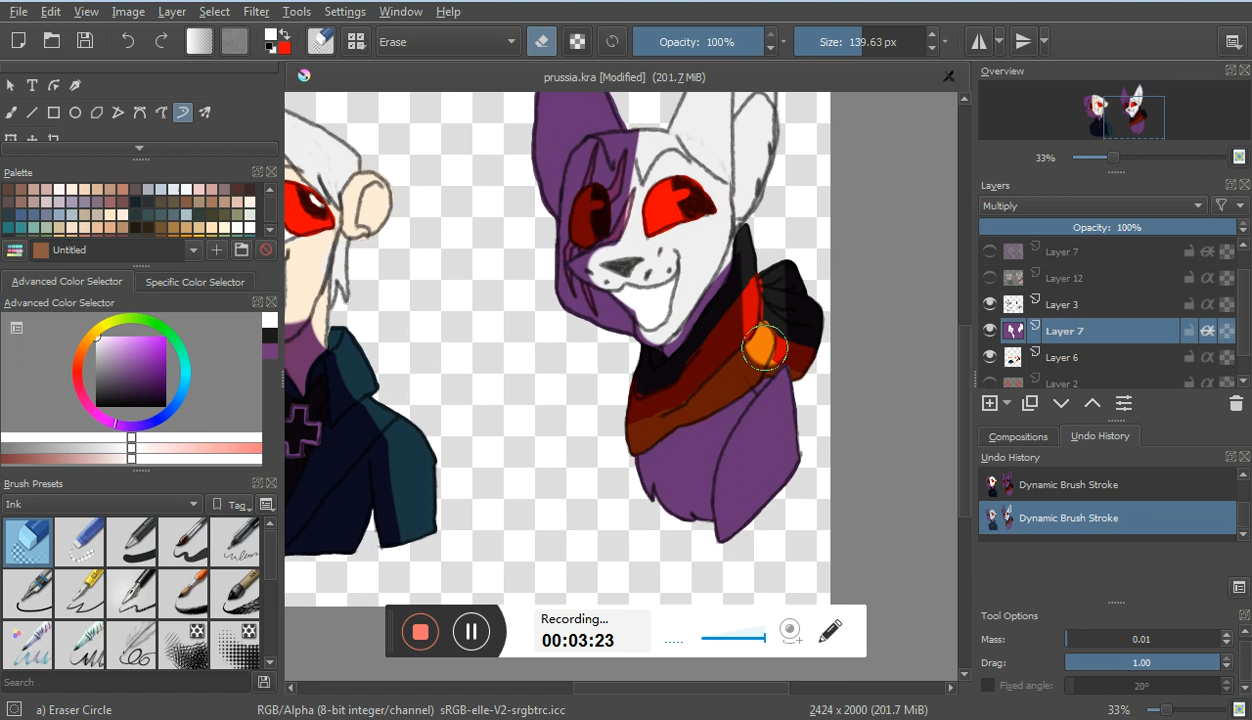 File Edit View Image Layer Select Filter Tools Settings Window Help
Erase
Opacity: 100%
Size: 139.63 px
prussia.kra [Modified] (201.7 MiB)
Overview
33%
Palette
Untitled
Advanced Color Selector
Specific Color Selector
Advanced Color Selector
Brush Presets
Ink
Tag
Search
Layers
Multiply
Opacity: 100%
Layer 7
Layer 12
Layer 3
Layer 7
Layer 6
Layer 2
Compositions
Undo History
Undo History
Dynamic Brush Stroke
Dynamic Brush Stroke
Tool Options
Mass:
0.01
Drag:
1.00
Fixed angle:
20°
Recording...
00:03:23
a) Eraser Circle
RGB/Alpha (8-bit integer/channel) sRGB-elle-V2-srgbtrc.icc
2424 x 2000 (201.7 MiB)
33%